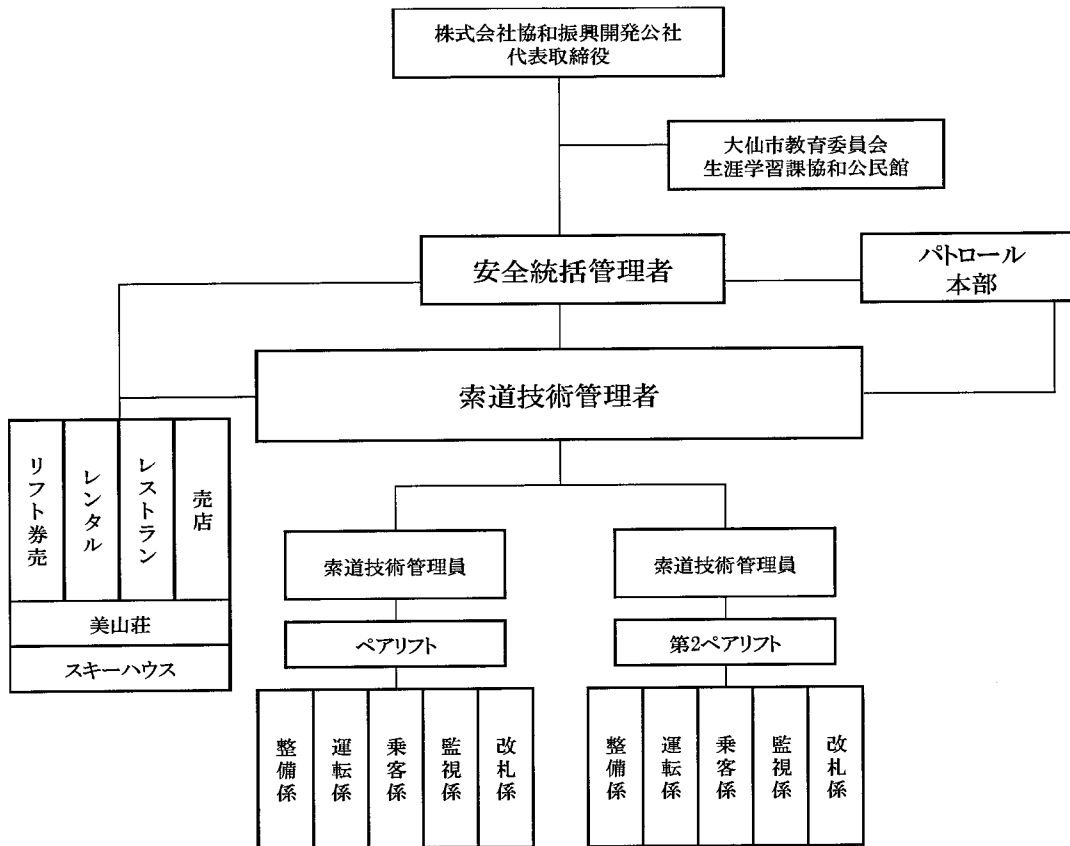 株式会社協和振興開発公社
代表取締役
大仙市教育委員会
生涯学習課協和公民館
安全統括管理者
パトロール
本部
索道技術管理者
リフト券売
レンタル
レストラン
売店
美山荘
スキーハウス
索道技術管理員
索道技術管理員
ペアリフト
第2ペアリフト
整備係
運転係
乗客係
監視係
改札係
整備係
運転係
乗客係
監視係
改札係